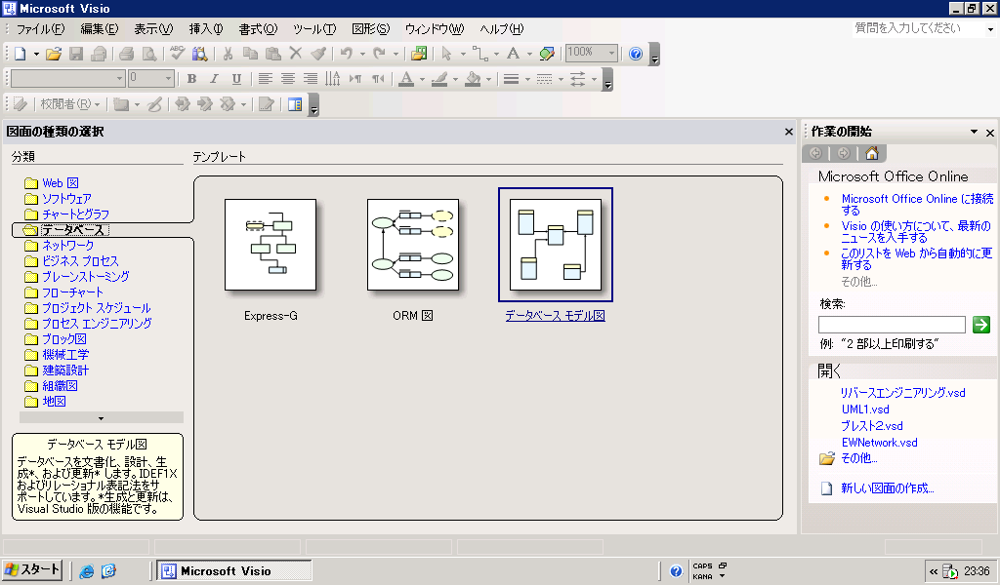 Microsoft Visio
ファイル(F) 編集(E) 表示(V) 挿入(I) 書式(O) ツール(T) 図形(S) ウィンドウ(W) ヘルプ(H) 質問を入力してください
100%
0 B I U A
校閲者(R)
図面の種類の選択
分類
テンプレート
Web 図
ソフトウェア
チャートとグラフ
データベース
ネットワーク
ビジネス プロセス
ブレーンストーミング
フローチャート
プロジェクト スケジュール
プロセス エンジニアリング
ブロック図
機械工学
建築設計
組織図
地図
データベース モデル図
データベースを文書化、設計、生
成*、および更新* します。IDEF1X
およびリレーショナル表記法をサ
ポートしています。*生成と更新は、
Visual Studio 版の機能です。
Express-G
ORM 図
データベース モデル図
作業の開始
Microsoft Office Online
Microsoft Office Online に接続
する
Visio の使い方について、最新の
ニュースを入手する
このリストを Web から自動的に更
新する
その他...
検索:
例: "2 部以上印刷する"
開く
リバースエンジニアリング.vsd
UML1.vsd
ブレスト2.vsd
EWNetwork.vsd
その他...
新しい図面の作成...
スタート
Microsoft Visio
CAPS
KANA
23:36